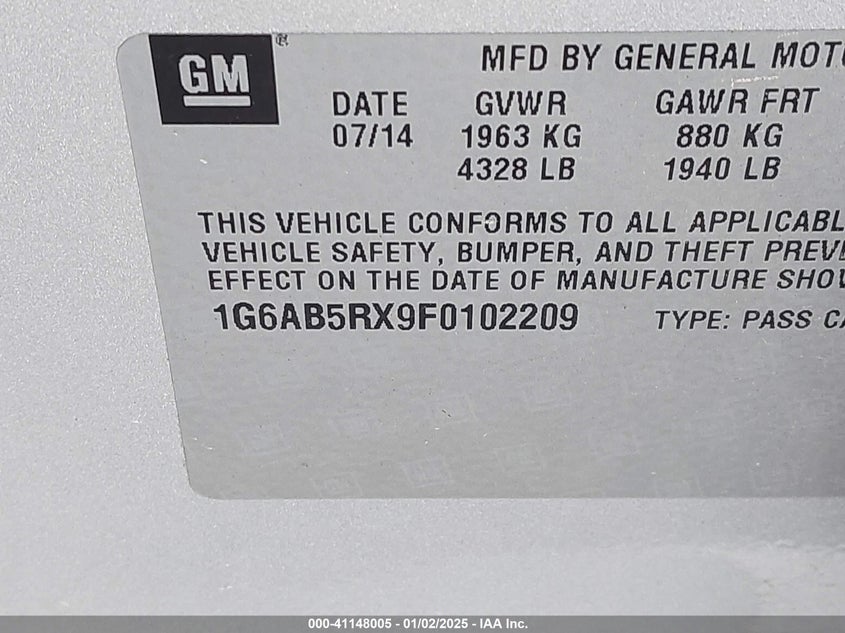 GM ®
MFD BY GENERAL MOTO
DATE GVWR GAWR FRT
07/14 1963 KG 880 KG
4328 LB 1940 LB
THIS VEHICLE CONFORMS TO ALL APPLICABL
VEHICLE SAFETY, BUMPER, AND THEFT PREVE
EFFECT ON THE DATE OF MANUFACTURE SHOW
1G6AB5RX9F0102209 TYPE: PASS CA
000-41148005 - 01/02/2025 - IAA Inc.